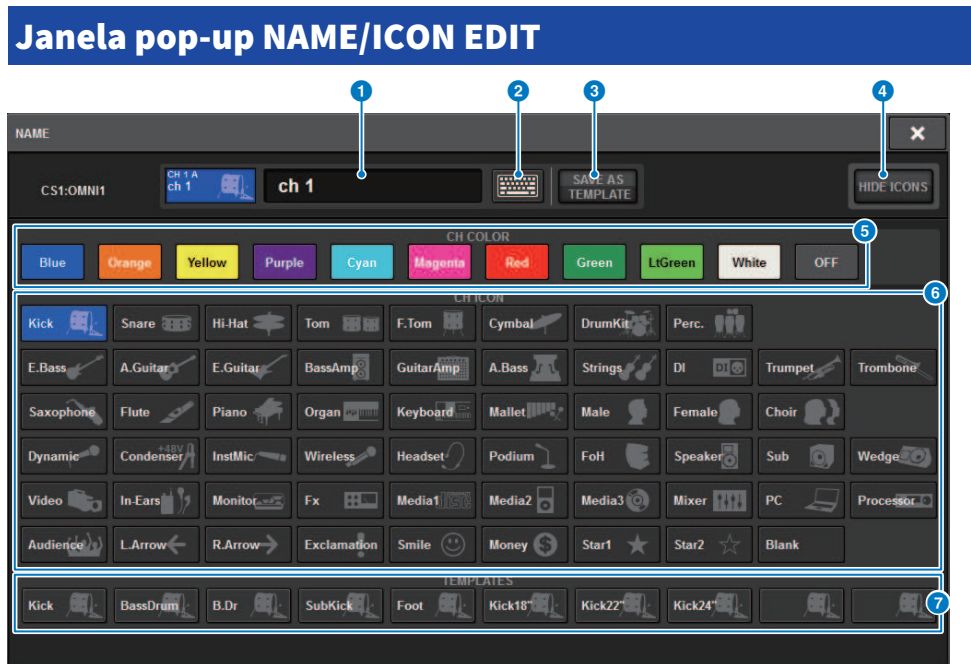 Janela pop-up NAME/ICON EDIT
1 2 3 4
NAME
CS1:OMNI1
CH 1 A
ch 1
ch 1
SAVE AS
TEMPLATE
HIDE ICONS
5
CH COLOR
Blue Orange Yellow Purple Cyan Magenta Red Green LtGreen White OFF
6
CH ICON
Kick Snare Hi-Hat Tom F.Tom Cymbal DrumKit Perc.
E.Bass A.Guitar E.Guitar BassAmp GuitarAmp A.Bass Strings DI DI Trumpet Trombone
Saxophone Flute Piano Organ Keyboard Mallet Male Female Choir
Dynamic Condenser +48V InstMic Wireless Headset Podium FoH Speaker Sub Wedge
Video In-Ears Monitor Fx Media1 Media2 Media3 Mixer PC Processor
Audience L.Arrow R.Arrow Exclamation Smile Money $ Star1 Star2 Blank
TEMPLATES
Kick BassDrum B.Dr SubKick Foot Kick18" Kick22" Kick24"
7